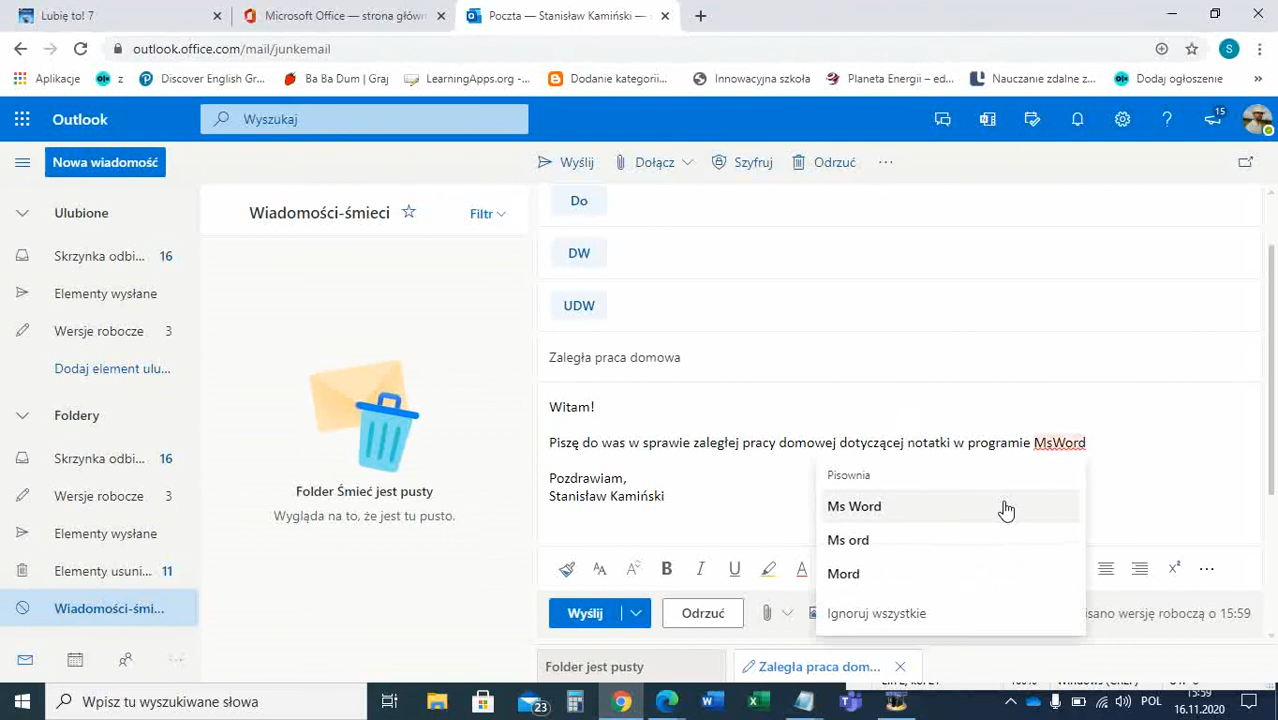 Lubię to! 7
Microsoft Office — strona główn
Poczta — Stanisław Kamiński —
outlook.office.com/mail/junkemail
S
Aplikacje
z
Discover English Gr...
Ba Ba Dum | Graj
LearningApps.org -...
Dodanie kategorii...
Innowacyjna szkoła
Planeta Energii – ed...
Nauczanie zdalne z...
Dodaj ogłoszenie
»
Outlook
Wyszukaj
15
Nowa wiadomość
Wyślij
Dołącz
Szyfruj
Odrzuć
...
Ulubione
Skrzynka odbi... 16
Elementy wysłane
Wersje robocze 3
Dodaj element ulu...
Foldery
Skrzynka odbi... 16
Wersje robocze 3
Elementy wysłane
Elementy usuni... 11
Wiadomości-śmi...
Wiadomości-śmieci
Filtr
Folder Śmieć jest pusty
Wygląda na to, że jest tu pusto.
Do
DW
UDW
Zaległa praca domowa
Witam!
Piszę do was w sprawie zaległej pracy domowej dotyczącej notatki w programie MsWord
Pozdrawiam,
Stanisław Kamiński
Pisownia
Ms Word
Ms ord
Mord
Ignoruj wszystkie
B I U A
Wyślij
Odrzuć
isano wersję roboczą o 15:59
Folder jest pusty
Zaległa praca dom...
Wpisz tu wyszukiwane słowa
23
POL
15:59
16.11.2020